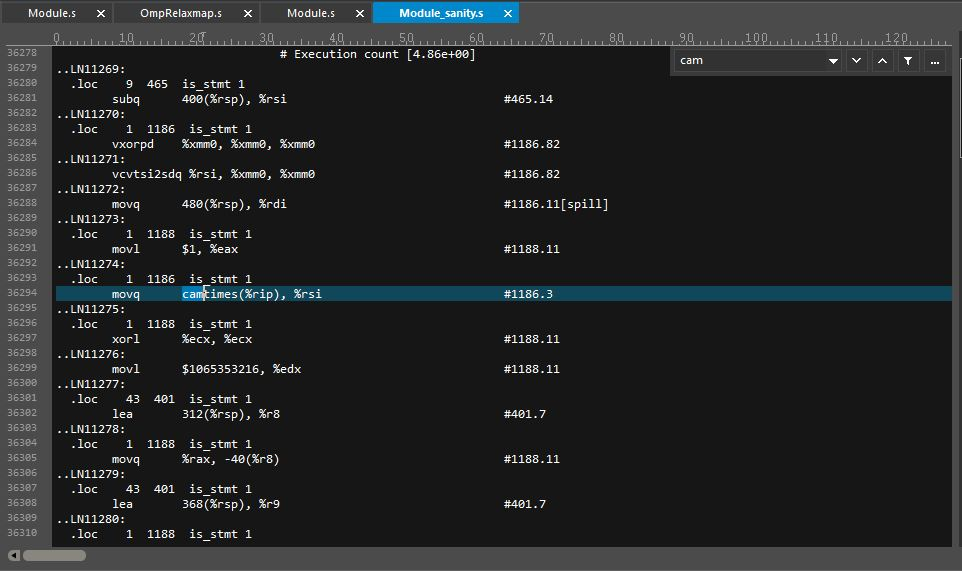 Module.s × OmpRelaxmap.s × Module.s × Module_sanity.s ×
0 10 20 30 40 50 60 70 80 90 100 110 120
cam ...
36278 # Execution count [4.86e+00]
36279 ..LN11269:
36280 .loc 9 465 is_stmt 1
36281 subq 400(%rsp), %rsi #465.14
36282 ..LN11270:
36283 .loc 1 1186 is_stmt 1
36284 vxorpd %xmm0, %xmm0, %xmm0 #1186.82
36285 ..LN11271:
36286 vcvtsi2sdq %rsi, %xmm0, %xmm0 #1186.82
36287 ..LN11272:
36288 movq 480(%rsp), %rdi #1186.11[spill]
36289 ..LN11273:
36290 .loc 1 1188 is_stmt 1
36291 movl $1, %eax #1188.11
36292 ..LN11274:
36293 .loc 1 1186 is_stmt 1
36294 movq camtimes(%rip), %rsi #1186.3
36295 ..LN11275:
36296 .loc 1 1188 is_stmt 1
36297 xorl %ecx, %ecx #1188.11
36298 ..LN11276:
36299 movl $1065353216, %edx #1188.11
36300 ..LN11277:
36301 .loc 43 401 is_stmt 1
36302 lea 312(%rsp), %r8 #401.7
36303 ..LN11278:
36304 .loc 1 1188 is_stmt 1
36305 movq %rax, -40(%r8) #1188.11
36306 ..LN11279:
36307 .loc 43 401 is_stmt 1
36308 lea 368(%rsp), %r9 #401.7
36309 ..LN11280:
36310 .loc 1 1188 is_stmt 1